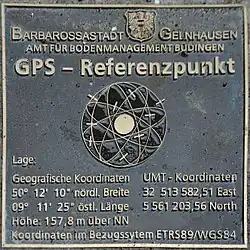 BARBAROSSASTADT GELNHAUSEN
AMT FÜR BODENMANAGEMENT BÜDINGEN
GPS – Referenzpunkt
Lage:
Geografische Koordinaten UMT - Koordinaten
50° 12' 10" nördl. Breite 32 513 582,51 East
09° 11' 25" östl. Länge 5 561 203,56 North
Höhe: 157,8 m über NN
Koordinaten im Bezugssytem ETRS89/WGS84